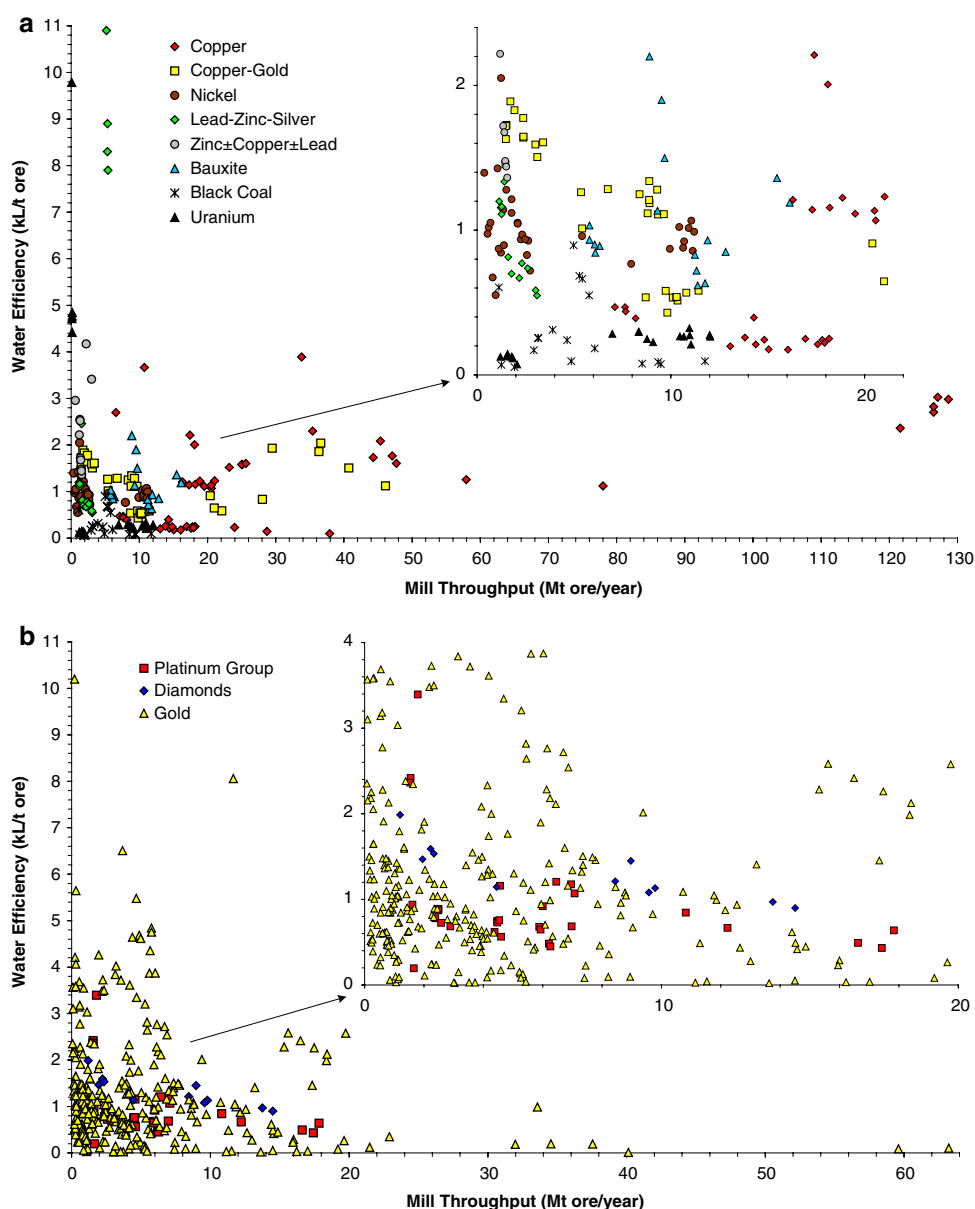 a
11
10
9
8
7
6
5
4
3
2
1
0
Water Efficiency (kL/t ore)
Copper
Copper-Gold
Nickel
Lead-Zinc-Silver
Zinc±Copper±Lead
Bauxite
Black Coal
Uranium
2
1
0
0 10 20
0 10 20 30 40 50 60 70 80 90 100 110 120 130
Mill Throughput (Mt ore/year)
b
11
10
9
8
7
6
5
4
3
2
1
0
Water Efficiency (kL/t ore)
Platinum Group
Diamonds
Gold
4
3
2
1
0
0 10 20
0 10 20 30 40 50 60
Mill Throughput (Mt ore/year)